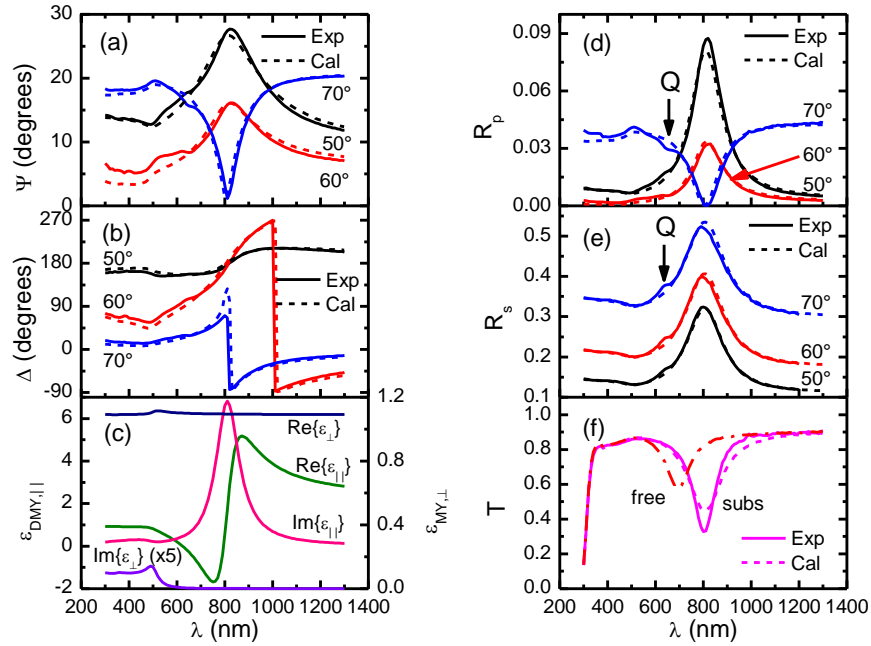 (a)
Exp
Cal
70°
50°
60°
30
20
10
0
Ψ (degrees)
(b)
50°
60°
70°
Exp
Cal
270
180
90
0
-90
Δ (degrees)
(c)
Re{ε⊥}
Re{ε||}
Im{ε||}
Im{ε⊥} (x5)
6
4
2
0
-2
εDMY,||
1.2
0.8
0.4
0.0
εMY,⊥
200 400 600 800 1000 1200 1400
λ (nm)
(d)
Exp
Cal
Q
70°
60°
50°
0.09
0.06
0.03
0.00
Rp
(e)
Exp
Cal
Q
70°
60°
50°
0.5
0.4
0.3
0.2
0.1
Rs
(f)
free
subs
Exp
Cal
1.0
0.8
0.6
0.4
0.2
0.0
T
200 400 600 800 1000 1200 1400
λ (nm)